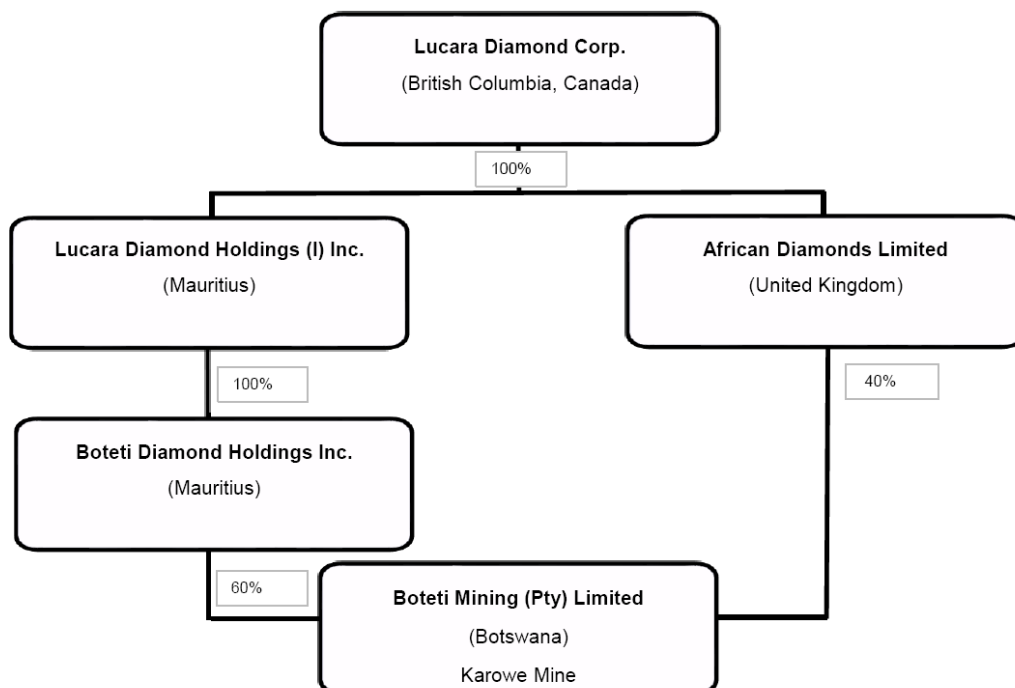 Lucara Diamond Corp.
(British Columbia, Canada)
100%
Lucara Diamond Holdings (I) Inc.
(Mauritius)
African Diamonds Limited
(United Kingdom)
100%
40%
Boteti Diamond Holdings Inc.
(Mauritius)
60%
Boteti Mining (Pty) Limited
(Botswana)
Karowe Mine